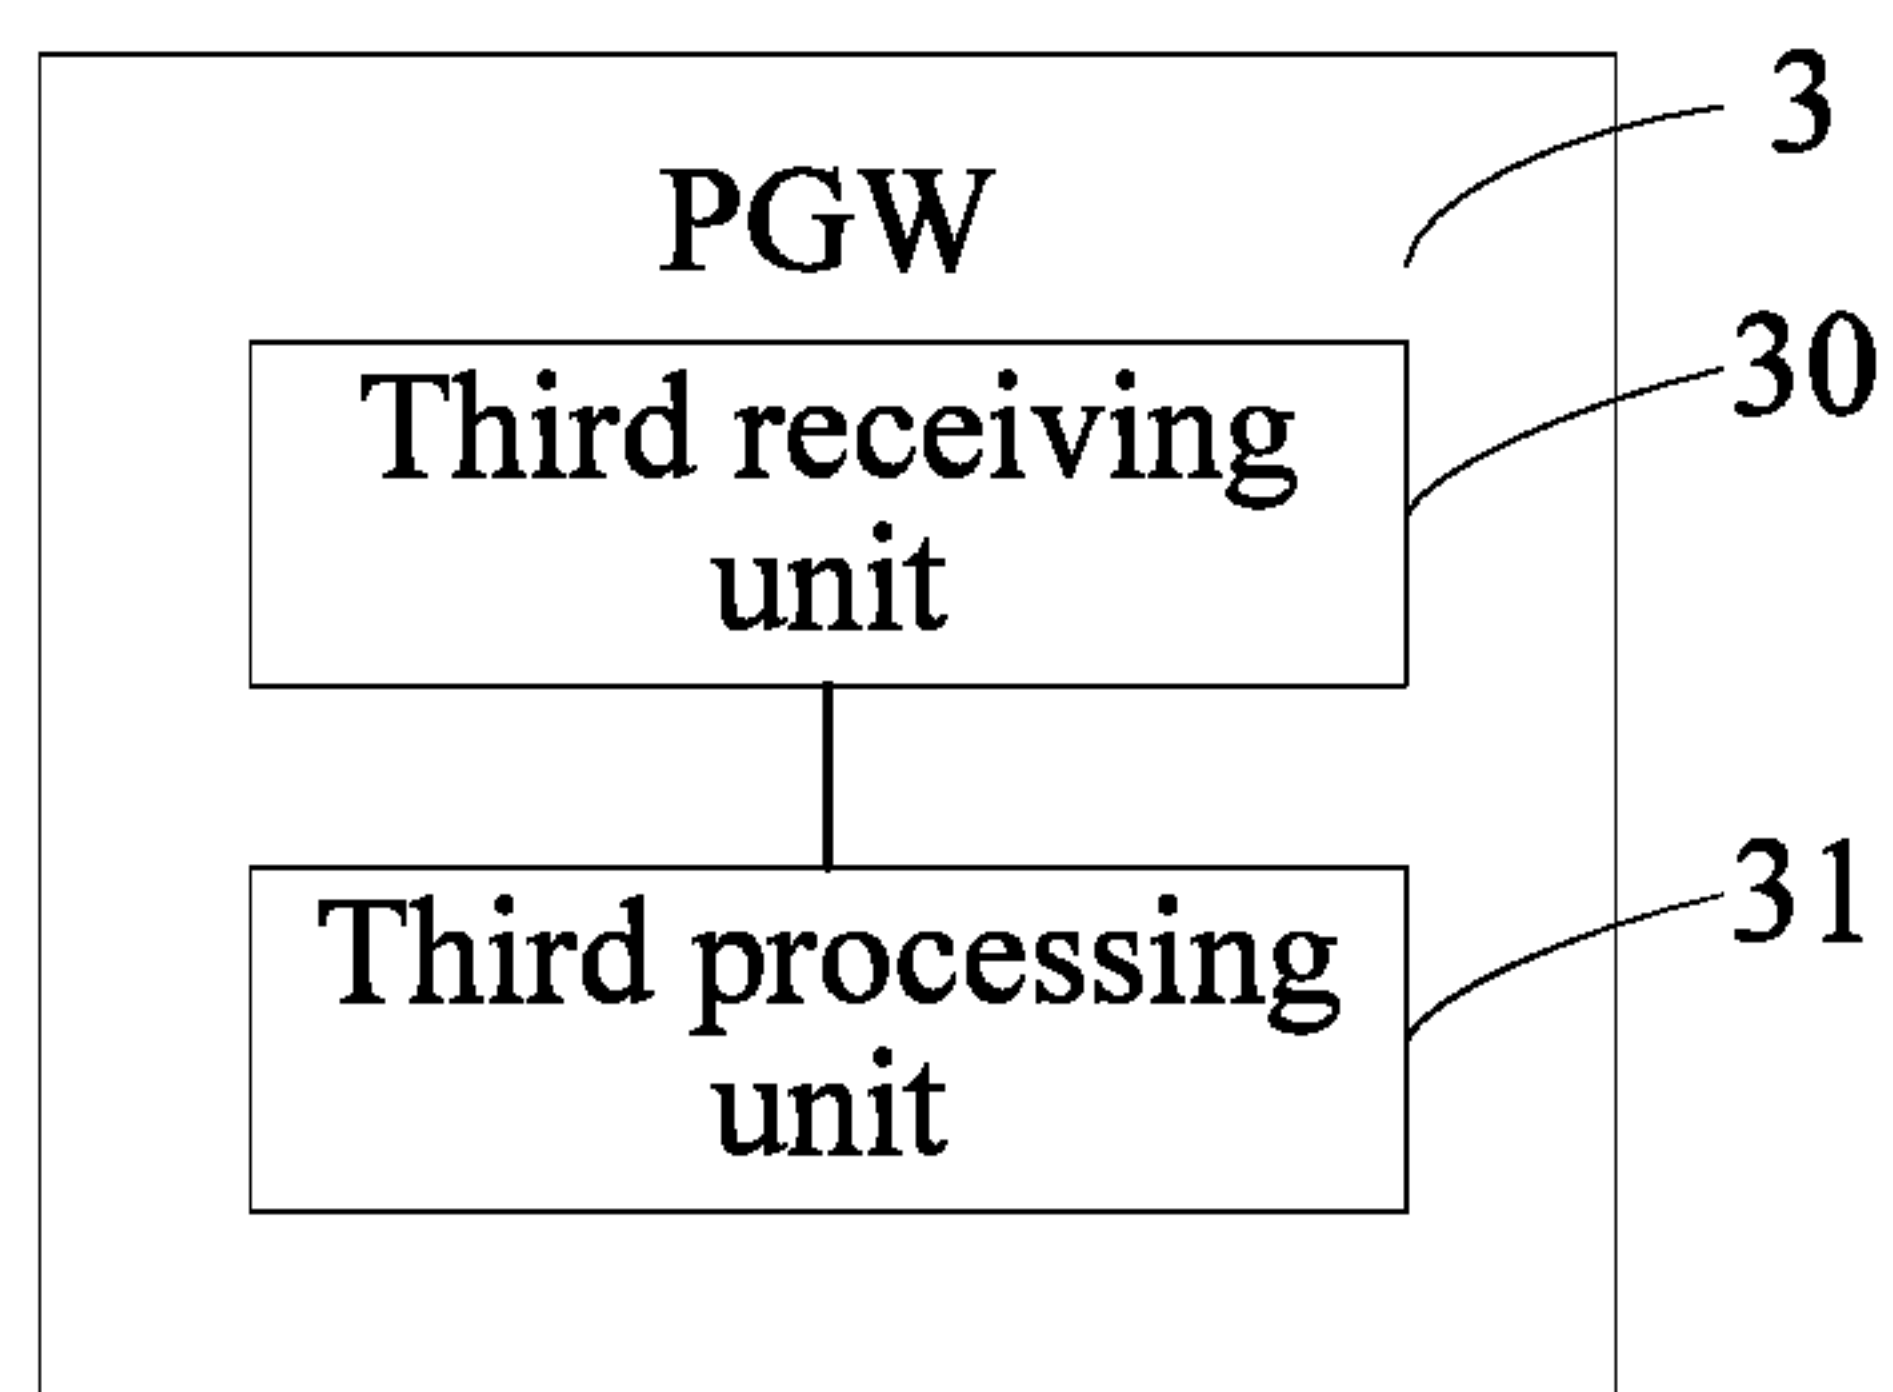 3
PGW
30
Third receiving
unit
31
Third processing
unit